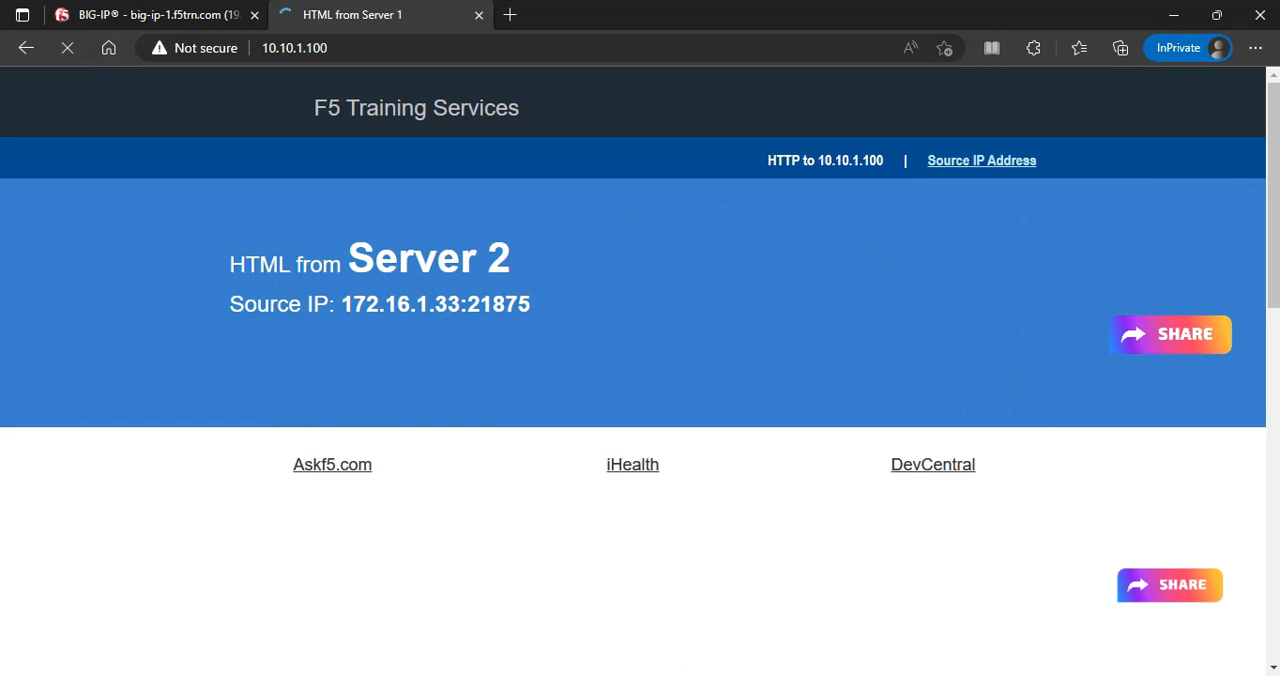 BIG-IP® - big-ip-1.f5trn.com (19
HTML from Server 1
Not secure
10.10.1.100
InPrivate
F5 Training Services
HTTP to 10.10.1.100 | Source IP Address
HTML from Server 2
Source IP: 172.16.1.33:21875
SHARE
Askf5.com
iHealth
DevCentral
SHARE